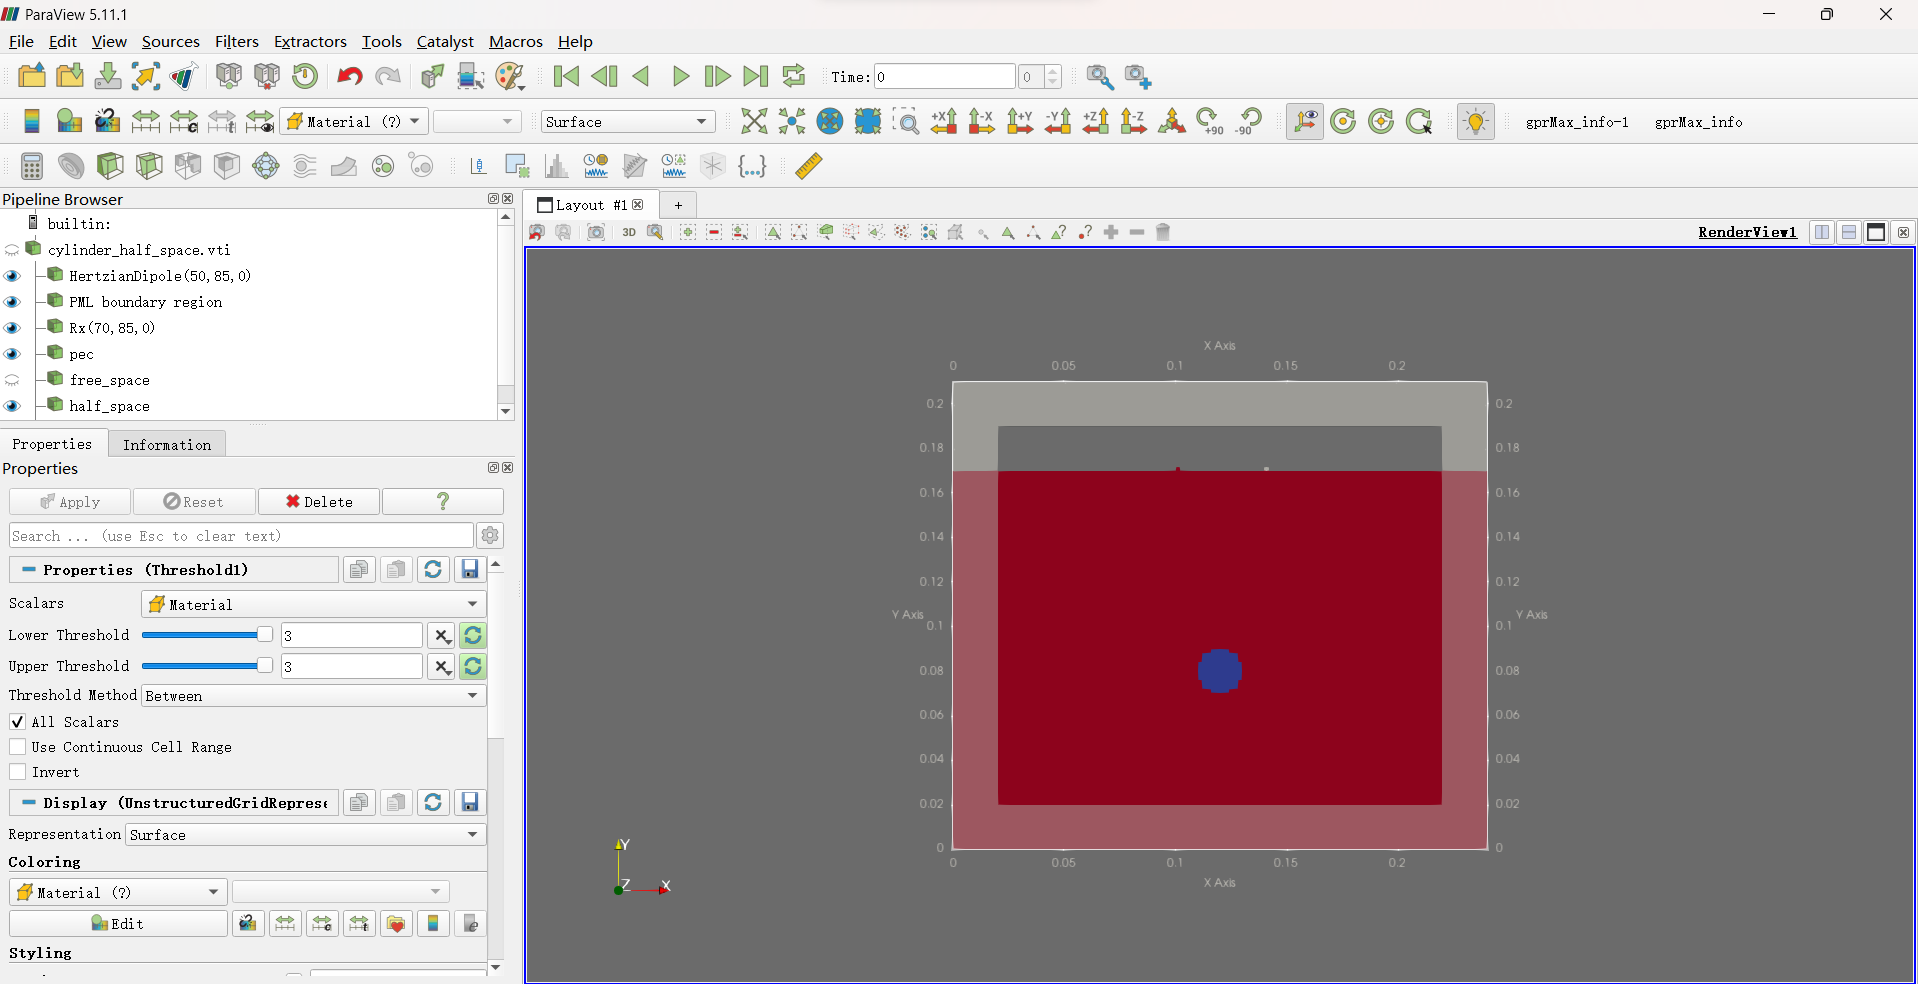 ParaView 5.11.1
File Edit View Sources Filters Extractors Tools Catalyst Macros Help
Time: 0 0
Material (?) Surface +X -X +Y -Y +Z -Z +90 -90 gprMax_info-1 gprMax_info
Pipeline Browser
builtin:
cylinder_half_space.vti
HertzianDipole(50,85,0)
PML boundary region
Rx(70,85,0)
pec
free_space
half_space
Properties Information
Properties
Apply Reset Delete ?
Search ... (use Esc to clear text)
Properties (Threshold1)
Scalars Material
Lower Threshold 3
Upper Threshold 3
Threshold Method Between
All Scalars
Use Continuous Cell Range
Invert
Display (UnstructuredGridReprese
Representation Surface
Coloring
Material (?)
Edit
Styling
Layout #1 +
3D RenderView1
X Axis
0 0.05 0.1 0.15 0.2
0.2 0.2
0.18 0.18
0.16 0.16
0.14 0.14
0.12 0.12
Y Axis Y Axis
0.1 0.1
0.08 0.08
0.06 0.06
0.04 0.04
0.02 0.02
0 0
0 0.05 0.1 0.15 0.2
X Axis
Y
Z X